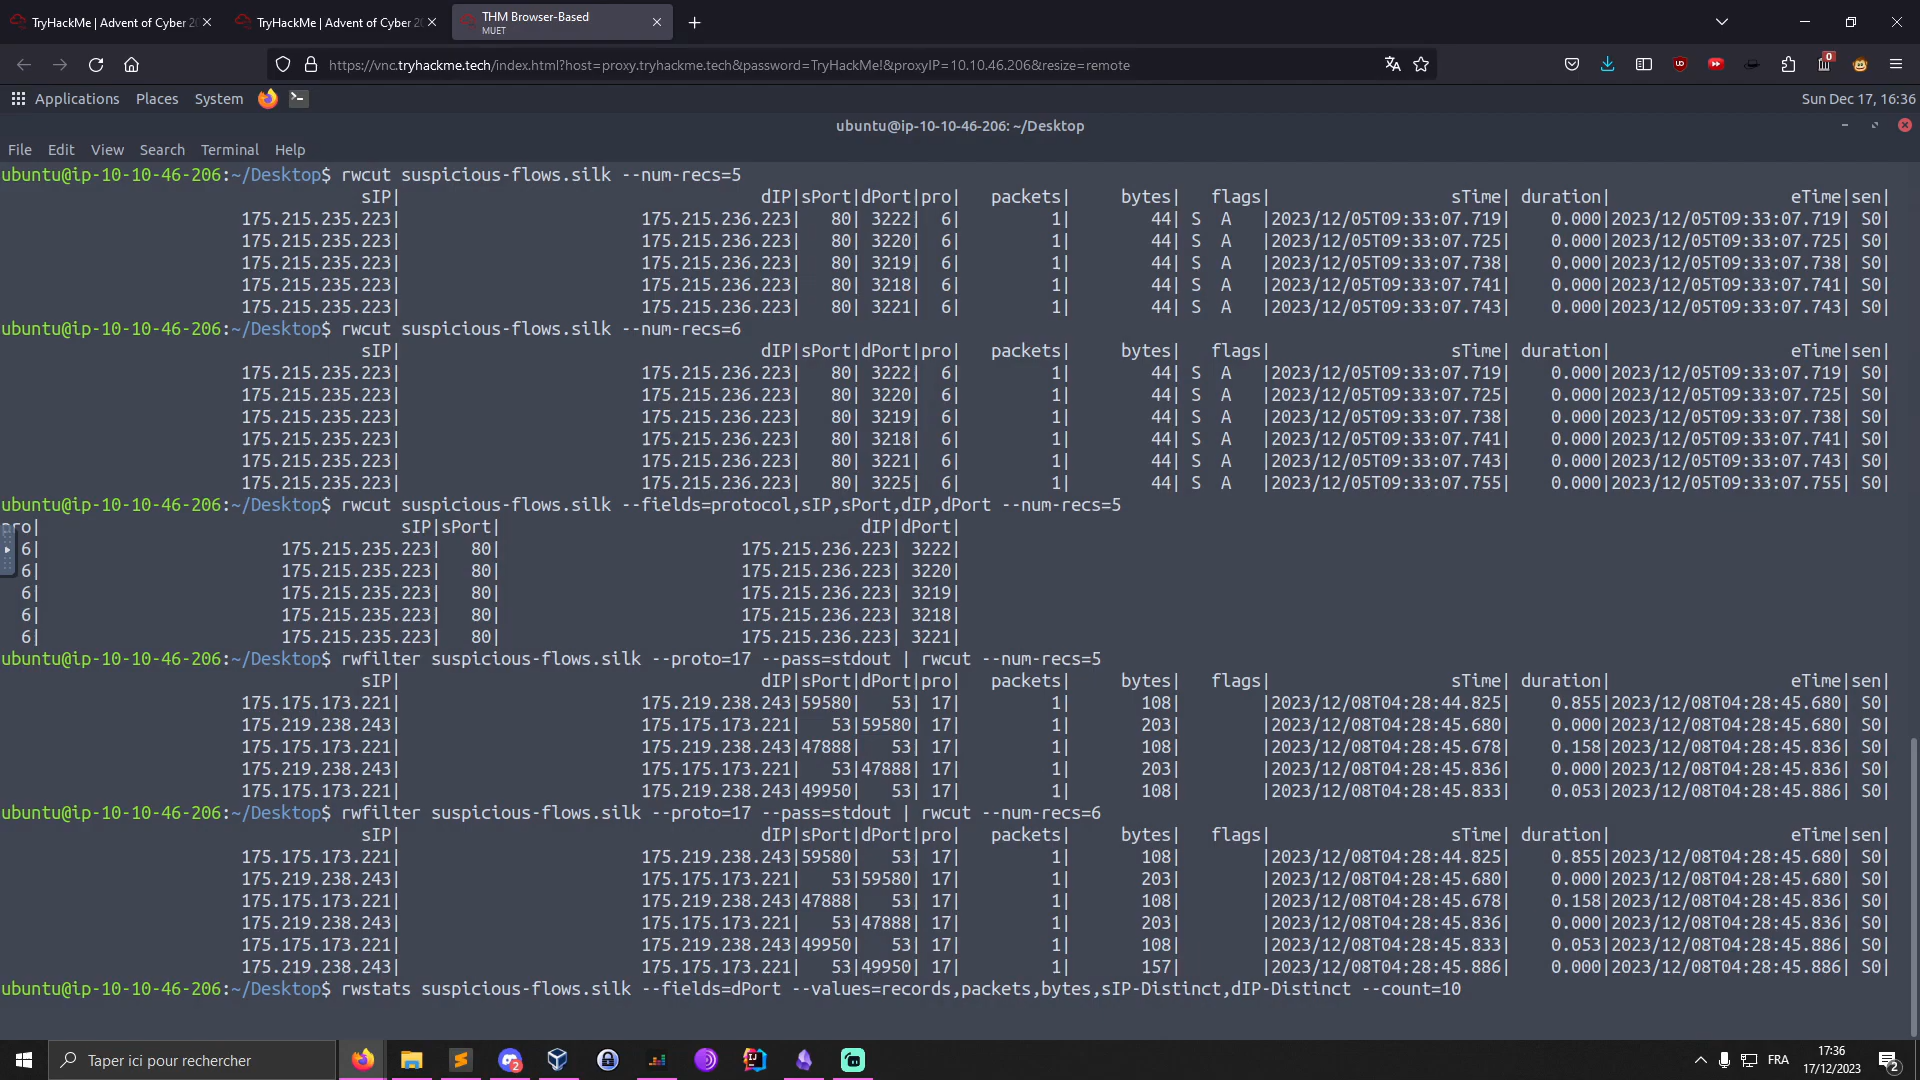 TryHackMe | Advent of Cyber 20
TryHackMe | Advent of Cyber 20
THM Browser-Based
MUET
https://vnc.tryhackme.tech/index.html?host=proxy.tryhackme.tech&password=TryHackMe!&proxyIP=10.10.46.206&resize=remote
0
Applications Places System Sun Dec 17, 16:36
ubuntu@ip-10-10-46-206: ~/Desktop
File Edit View Search Terminal Help
ubuntu@ip-10-10-46-206:~/Desktop$ rwcut suspicious-flows.silk --num-recs=5
sIP| dIP|sPort|dPort|pro| packets| bytes| flags| sTime| duration| eTime|sen|
175.215.235.223| 175.215.236.223| 80| 3222| 6| 1| 44| S A |2023/12/05T09:33:07.719| 0.000|2023/12/05T09:33:07.719| S0|
175.215.235.223| 175.215.236.223| 80| 3220| 6| 1| 44| S A |2023/12/05T09:33:07.725| 0.000|2023/12/05T09:33:07.725| S0|
175.215.235.223| 175.215.236.223| 80| 3219| 6| 1| 44| S A |2023/12/05T09:33:07.738| 0.000|2023/12/05T09:33:07.738| S0|
175.215.235.223| 175.215.236.223| 80| 3218| 6| 1| 44| S A |2023/12/05T09:33:07.741| 0.000|2023/12/05T09:33:07.741| S0|
175.215.235.223| 175.215.236.223| 80| 3221| 6| 1| 44| S A |2023/12/05T09:33:07.743| 0.000|2023/12/05T09:33:07.743| S0|
ubuntu@ip-10-10-46-206:~/Desktop$ rwcut suspicious-flows.silk --num-recs=6
sIP| dIP|sPort|dPort|pro| packets| bytes| flags| sTime| duration| eTime|sen|
175.215.235.223| 175.215.236.223| 80| 3222| 6| 1| 44| S A |2023/12/05T09:33:07.719| 0.000|2023/12/05T09:33:07.719| S0|
175.215.235.223| 175.215.236.223| 80| 3220| 6| 1| 44| S A |2023/12/05T09:33:07.725| 0.000|2023/12/05T09:33:07.725| S0|
175.215.235.223| 175.215.236.223| 80| 3219| 6| 1| 44| S A |2023/12/05T09:33:07.738| 0.000|2023/12/05T09:33:07.738| S0|
175.215.235.223| 175.215.236.223| 80| 3218| 6| 1| 44| S A |2023/12/05T09:33:07.741| 0.000|2023/12/05T09:33:07.741| S0|
175.215.235.223| 175.215.236.223| 80| 3221| 6| 1| 44| S A |2023/12/05T09:33:07.743| 0.000|2023/12/05T09:33:07.743| S0|
175.215.235.223| 175.215.236.223| 80| 3225| 6| 1| 44| S A |2023/12/05T09:33:07.755| 0.000|2023/12/05T09:33:07.755| S0|
ubuntu@ip-10-10-46-206:~/Desktop$ rwcut suspicious-flows.silk --fields=protocol,sIP,sPort,dIP,dPort --num-recs=5
pro| sIP|sPort| dIP|dPort|
6| 175.215.235.223| 80| 175.215.236.223| 3222|
6| 175.215.235.223| 80| 175.215.236.223| 3220|
6| 175.215.235.223| 80| 175.215.236.223| 3219|
6| 175.215.235.223| 80| 175.215.236.223| 3218|
6| 175.215.235.223| 80| 175.215.236.223| 3221|
ubuntu@ip-10-10-46-206:~/Desktop$ rwfilter suspicious-flows.silk --proto=17 --pass=stdout | rwcut --num-recs=5
sIP| dIP|sPort|dPort|pro| packets| bytes| flags| sTime| duration| eTime|sen|
175.175.173.221| 175.219.238.243|59580| 53| 17| 1| 108| |2023/12/08T04:28:44.825| 0.855|2023/12/08T04:28:45.680| S0|
175.219.238.243| 175.175.173.221| 53|59580| 17| 1| 203| |2023/12/08T04:28:45.680| 0.000|2023/12/08T04:28:45.680| S0|
175.175.173.221| 175.219.238.243|47888| 53| 17| 1| 108| |2023/12/08T04:28:45.678| 0.158|2023/12/08T04:28:45.836| S0|
175.219.238.243| 175.175.173.221| 53|47888| 17| 1| 203| |2023/12/08T04:28:45.836| 0.000|2023/12/08T04:28:45.836| S0|
175.175.173.221| 175.219.238.243|49950| 53| 17| 1| 108| |2023/12/08T04:28:45.833| 0.053|2023/12/08T04:28:45.886| S0|
ubuntu@ip-10-10-46-206:~/Desktop$ rwfilter suspicious-flows.silk --proto=17 --pass=stdout | rwcut --num-recs=6
sIP| dIP|sPort|dPort|pro| packets| bytes| flags| sTime| duration| eTime|sen|
175.175.173.221| 175.219.238.243|59580| 53| 17| 1| 108| |2023/12/08T04:28:44.825| 0.855|2023/12/08T04:28:45.680| S0|
175.219.238.243| 175.175.173.221| 53|59580| 17| 1| 203| |2023/12/08T04:28:45.680| 0.000|2023/12/08T04:28:45.680| S0|
175.175.173.221| 175.219.238.243|47888| 53| 17| 1| 108| |2023/12/08T04:28:45.678| 0.158|2023/12/08T04:28:45.836| S0|
175.219.238.243| 175.175.173.221| 53|47888| 17| 1| 203| |2023/12/08T04:28:45.836| 0.000|2023/12/08T04:28:45.836| S0|
175.175.173.221| 175.219.238.243|49950| 53| 17| 1| 108| |2023/12/08T04:28:45.833| 0.053|2023/12/08T04:28:45.886| S0|
175.219.238.243| 175.175.173.221| 53|49950| 17| 1| 157| |2023/12/08T04:28:45.886| 0.000|2023/12/08T04:28:45.886| S0|
ubuntu@ip-10-10-46-206:~/Desktop$ rwstats suspicious-flows.silk --fields=dPort --values=records,packets,bytes,sIP-Distinct,dIP-Distinct --count=10
Taper ici pour rechercher
2
FRA
17:36
17/12/2023
2